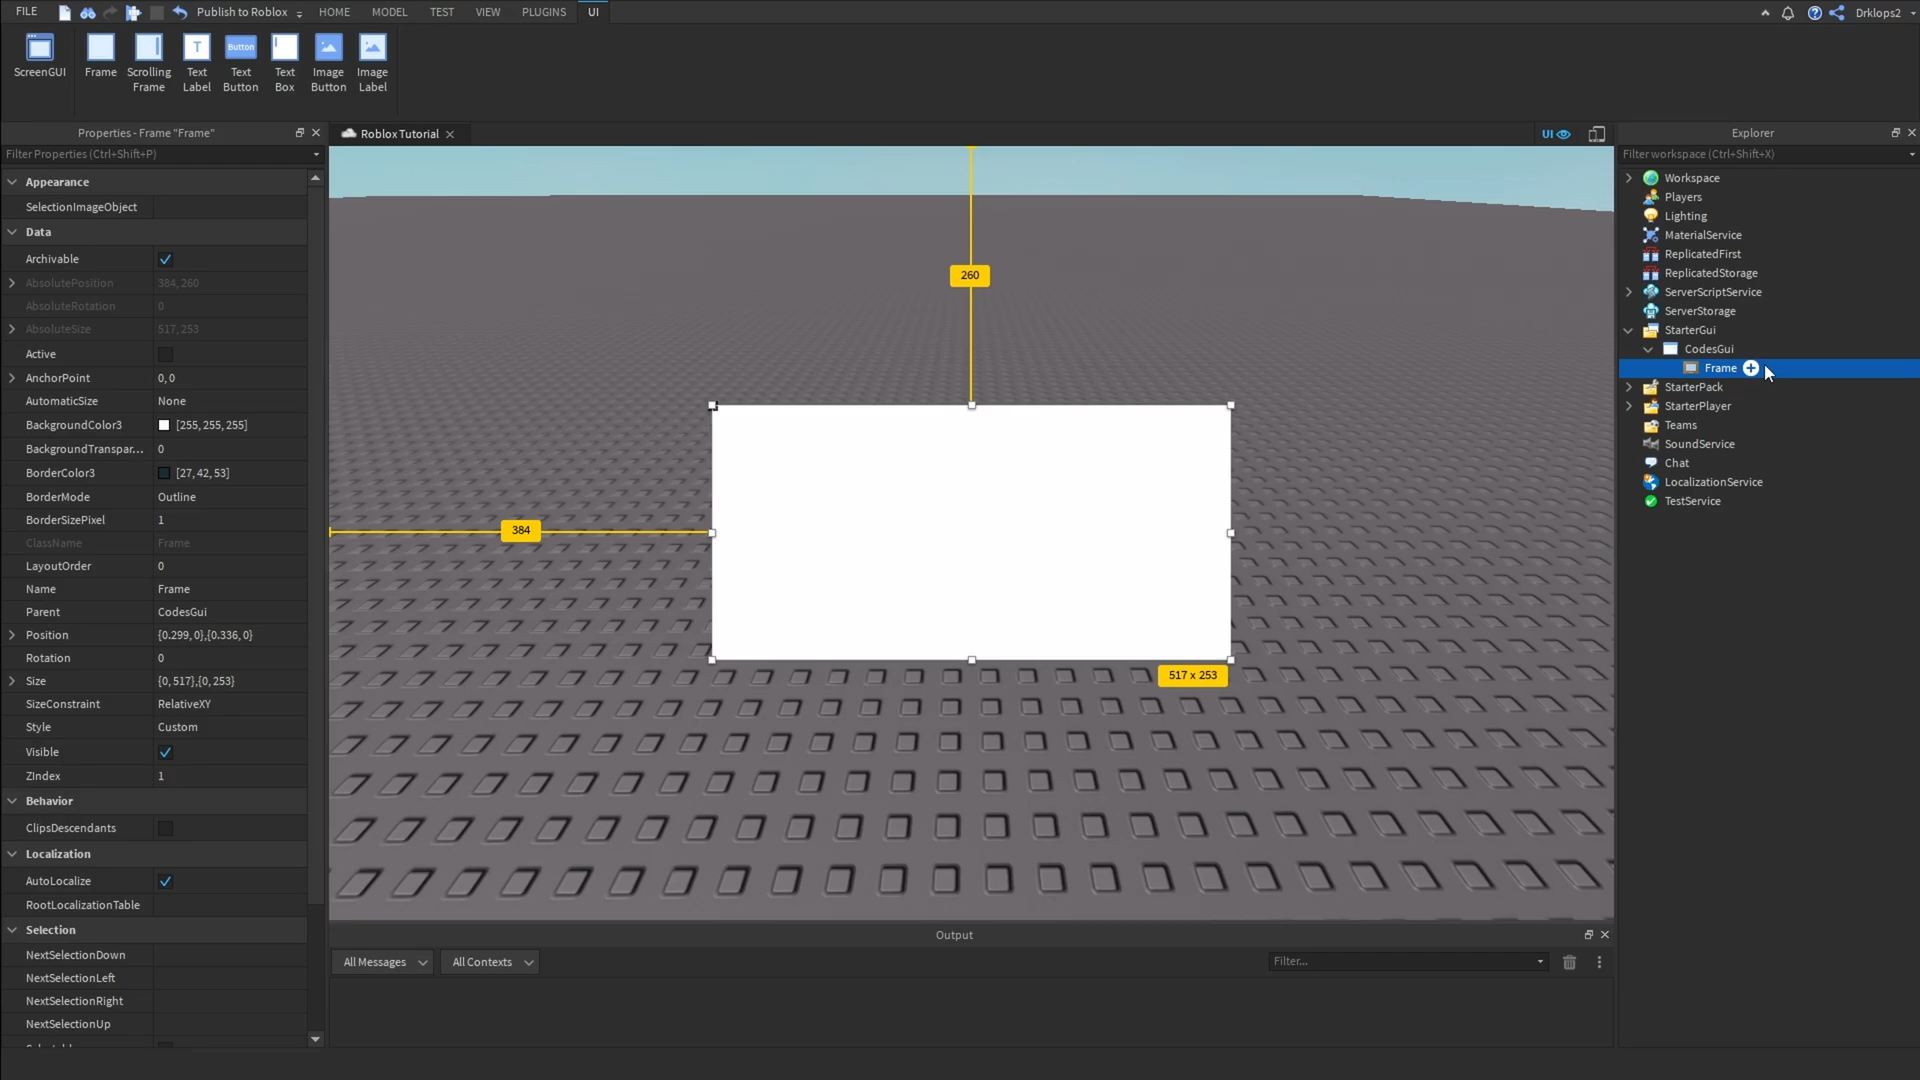 FILE
Publish to Roblox
HOME
MODEL
TEST
VIEW
PLUGINS
UI
Drklops2
ScreenGUI
Frame
Scrolling
Frame
T
Text
Label
Button
Text
Button
Text
Box
Image
Button
Image
Label
Properties - Frame "Frame"
Filter Properties (Ctrl+Shift+P)
Appearance
SelectionImageObject
Data
Archivable
AbsolutePosition 384, 260
AbsoluteRotation 0
AbsoluteSize 517, 253
Active
AnchorPoint 0, 0
AutomaticSize None
BackgroundColor3 [255, 255, 255]
BackgroundTranspar... 0
BorderColor3 [27, 42, 53]
BorderMode Outline
BorderSizePixel 1
ClassName Frame
LayoutOrder 0
Name Frame
Parent CodesGui
Position {0.299, 0},{0.336, 0}
Rotation 0
Size {0, 517},{0, 253}
SizeConstraint RelativeXY
Style Custom
Visible
ZIndex 1
Behavior
ClipsDescendants
Localization
AutoLocalize
RootLocalizationTable
Selection
NextSelectionDown
NextSelectionLeft
NextSelectionRight
NextSelectionUp
Roblox Tutorial
UI
260
384
517 x 253
Output
All Messages
All Contexts
Filter...
Explorer
Filter workspace (Ctrl+Shift+X)
Workspace
Players
Lighting
MaterialService
ReplicatedFirst
ReplicatedStorage
ServerScriptService
ServerStorage
StarterGui
CodesGui
Frame
StarterPack
StarterPlayer
Teams
SoundService
Chat
LocalizationService
TestService